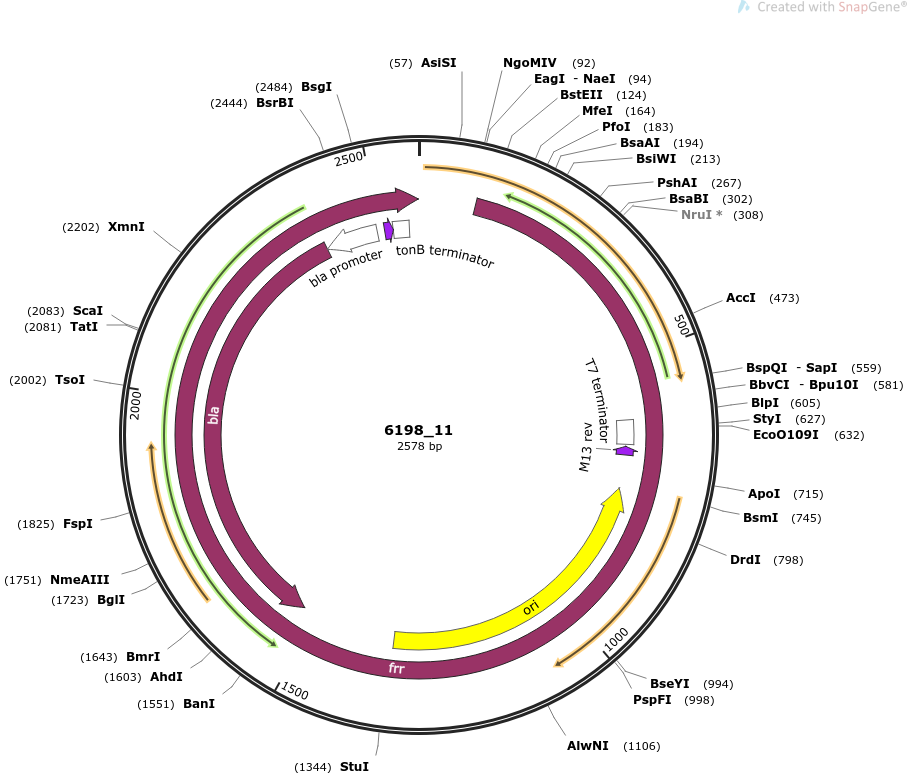 Created with SnapGene®
(57) AsiSI
NgoMIV (92)
EagI - NaeI (94)
BstEII (124)
MfeI (164)
PfoI (183)
BsaAI (194)
BsiWI (213)
PshAI (267)
BsaBI (302)
NruI * (308)
AccI (473)
500
BspQI - SapI (559)
BbvCI - Bpu10I (581)
BlpI (605)
StyI (627)
EcoO109I (632)
ApoI (715)
BsmI (745)
DrdI (798)
1000
BseYI (994)
PspFI (998)
AlwNI (1106)
(1344) StuI
1500
(1551) BanI
(1603) AhdI
(1643) BmrI
(1723) BglI
(1751) NmeAIII
(1825) FspI
2000
(2002) TsoI
(2081) TatI
(2083) ScaI
(2202) XmnI
(2444) BsrBI
(2484) BsgI
2500
bla promoter
tonB terminator
T7 terminator
M13 rev
bla
6198_11
2578 bp
ori
frr